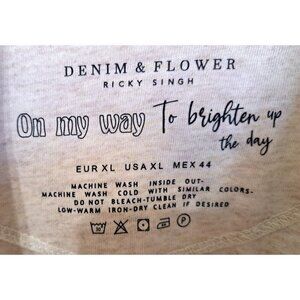 DENIM & FLOWER
RICKY SINGH
On my way To brighten up
the day
EUR XL USA XL MEX 44
MACHINE WASH INSIDE OUT-
MACHINE WASH COLD WITH SIMILAR COLORS-
DO NOT BLEACH-TUMBLE DRY
LOW-WARM IRON-DRY CLEAN IF DESIRED